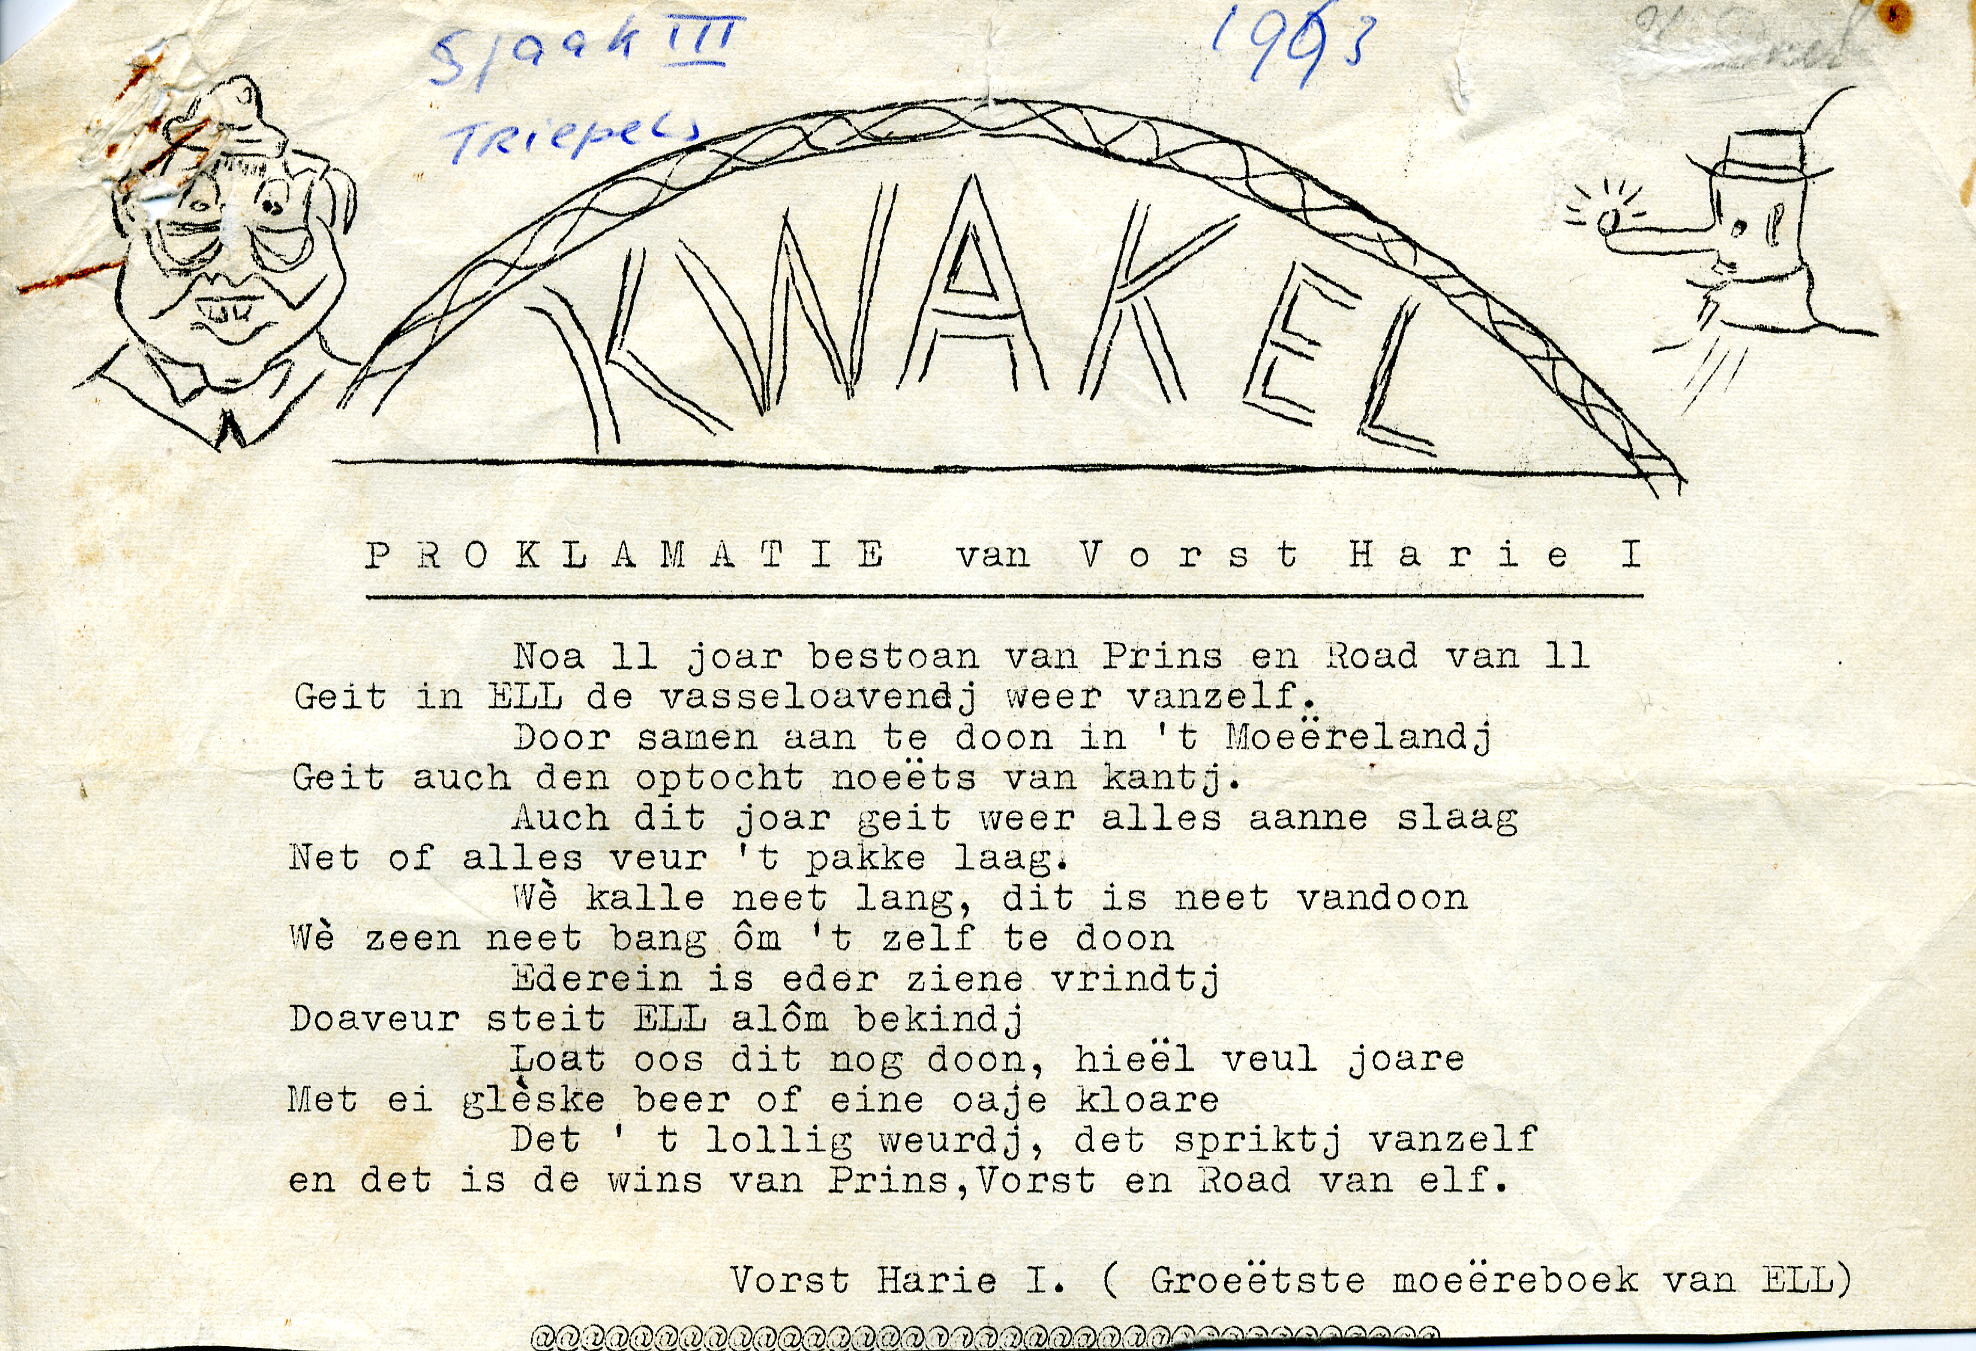 Sjaak III 1963
Triepels
KWAKEL
PROKLAMATIE van Vorst Harie I
Noa 11 joar bestoan van Prins en Road van 11
Geit in ELL de vasseloavendj weer vanzelf.
Door samen aan te doon in 't Moeërelandj
Geit auch den optocht noeëts van kantj.
Auch dit joar geit weer alles aanne slaag
Net of alles veur 't pakke laag.
Wè kalle neet lang, dit is neet vandoon
Wè zeen neet bang ôm 't zelf te doon
Ederein is eder ziene vrindtj
Doaveur steit ELL alôm bekindj
Loat oos dit nog doon, hieël veul joare
Met ei glèske beer of eine oaje kloare
Det ' t lollig weurdj, det spriktj vanzelf
en det is de wins van Prins,Vorst en Road van elf.
Vorst Harie I. ( Groeëtste moeëreboek van ELL)
@@@@@@@@@@@@@@@@@@@@@@@@@@@@@@@@@@@@@